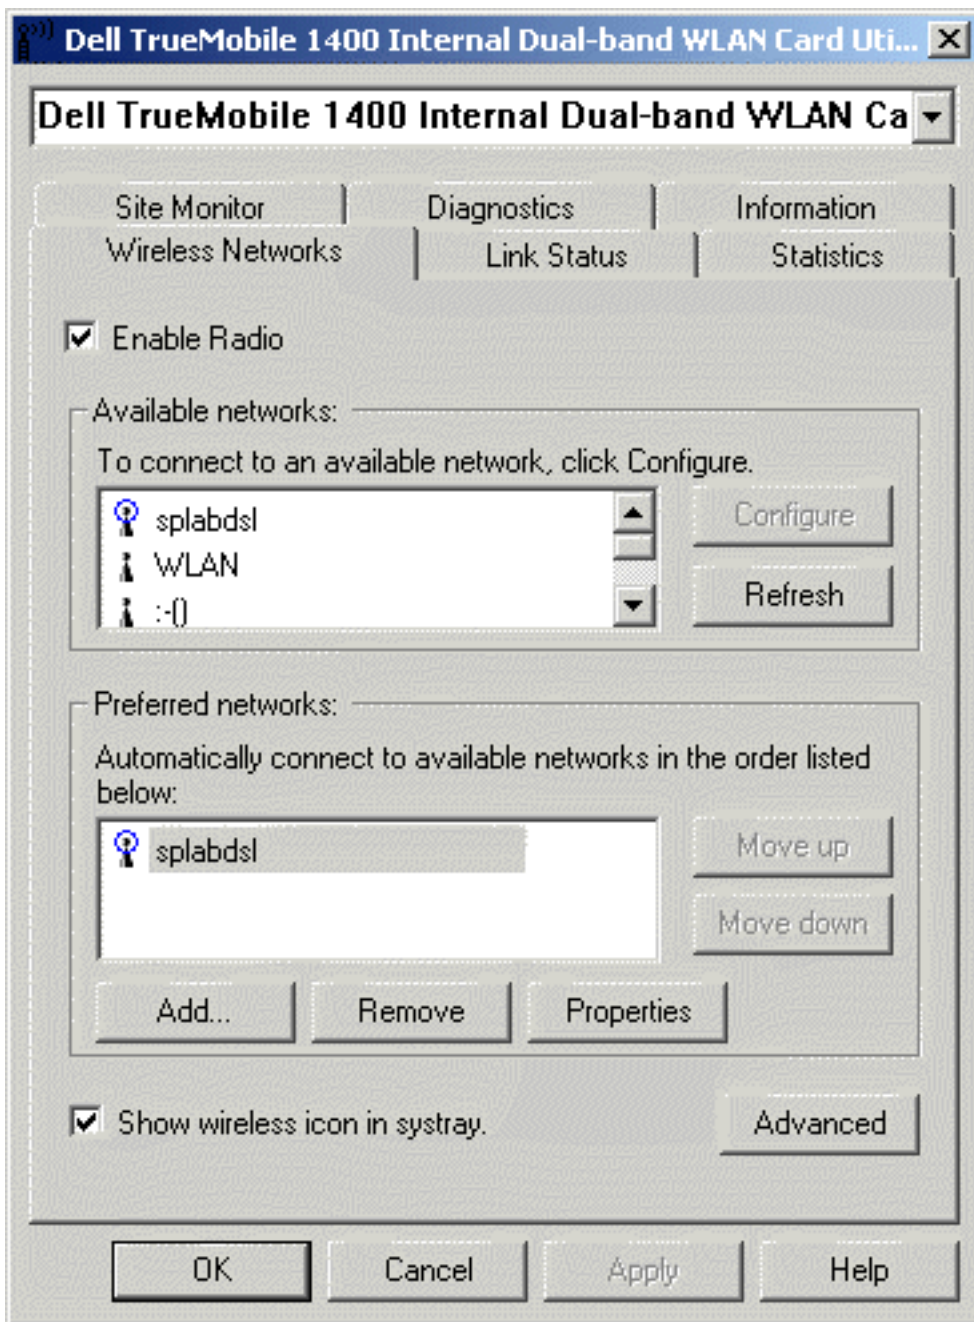 Dell TrueMobile 1400 Internal Dual-band WLAN Card Uti...
Dell TrueMobile 1400 Internal Dual-band WLAN Ca
Site Monitor Diagnostics Information
Wireless Networks Link Status Statistics
Enable Radio
Available networks:
To connect to an available network, click Configure.
splabdsl
WLAN
:-()
Configure
Refresh
Preferred networks:
Automatically connect to available networks in the order listed
below:
splabdsl
Move up
Move down
Add... Remove Properties
Show wireless icon in systray.
Advanced
OK Cancel Apply Help